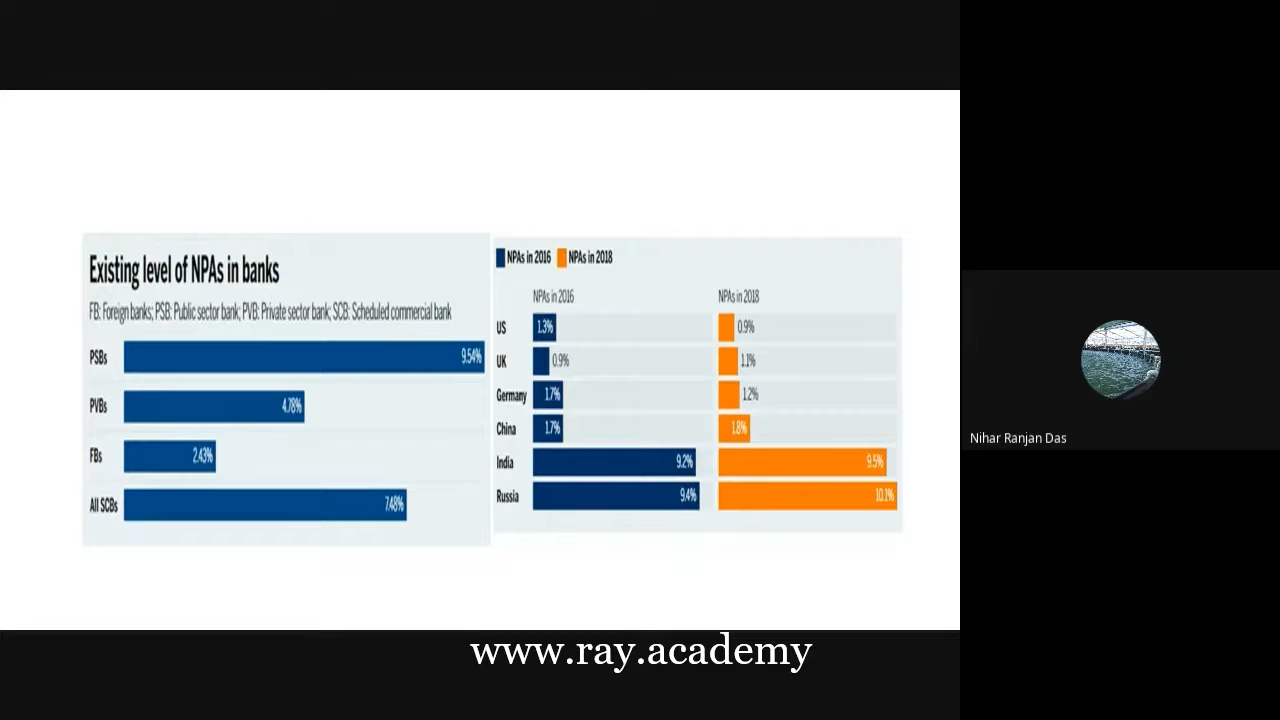 Existing level of NPAs in banks
FB: Foreign banks; PSB: Public sector bank; PVB: Private sector bank; SCB: Scheduled commercial bank
PSBs 9.54%
PVBs 4.78%
FBs 2.43%
All SCBs 7.48%
NPAs in 2016 NPAs in 2018
NPAs in 2016 NPAs in 2018
US 1.3% 0.9%
UK 0.9% 1.1%
Germany 1.7% 1.2%
China 1.7% 1.8%
India 9.2% 9.5%
Russia 9.4% 10.1%
Nihar Ranjan Das
www.ray.academy